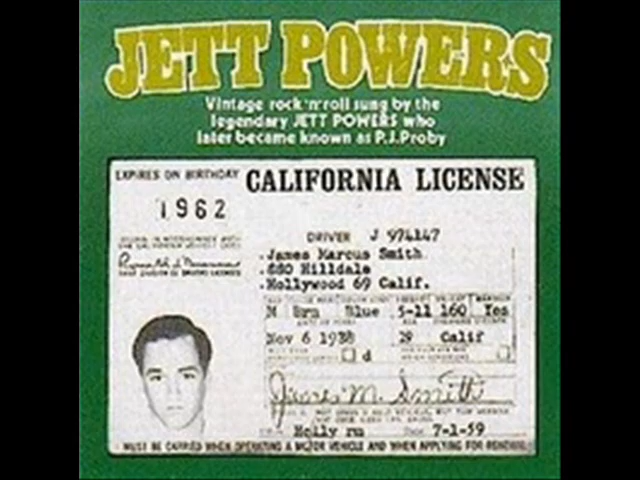 JETT POWERS
Vintage rock'n'roll sung by the
legendary JETT POWERS who
later became known as P.J.Proby
EXPIRES ON BIRTHDAY CALIFORNIA LICENSE
1962
DRIVER J 974147
James Marcus Smith
880 Hilldale
Hollywood 69 Calif.
M Brn Blue 5-11 160 Yes
Nov 6 1938 29 Calif
James M. Smith
Holly ru 7-1-59
MUST BE CARRIED WHEN OPERATING A MOTOR VEHICLE AND WHEN APPLYING FOR RENEWAL